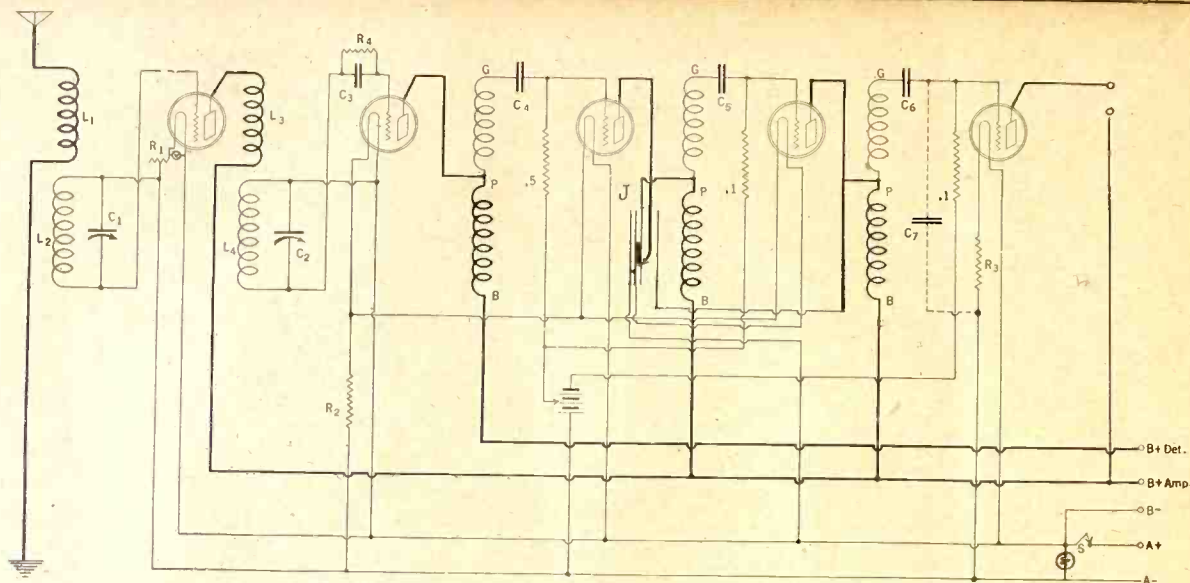 L1
L2
C1
R1
L3
L4
C2
R4
C3
R2
G
C4
P
.5
B
J
G
C5
P
.1
B
G
C6
P
.1
C7
R3
B
B+ Det.
B+ Amp.
B-
S
A+
A-